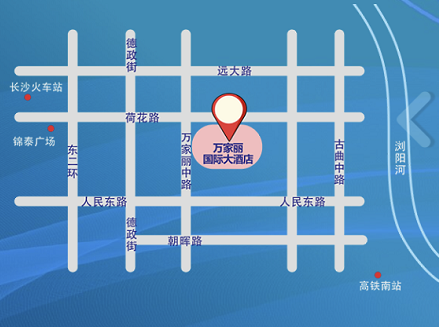 德政街
远大路
长沙火车站
荷花路
锦泰广场
东二环
万家丽中路
万家丽
国际大酒店
古曲中路
浏阳河
人民东路
人民东路
德政街
朝晖路
高铁南站